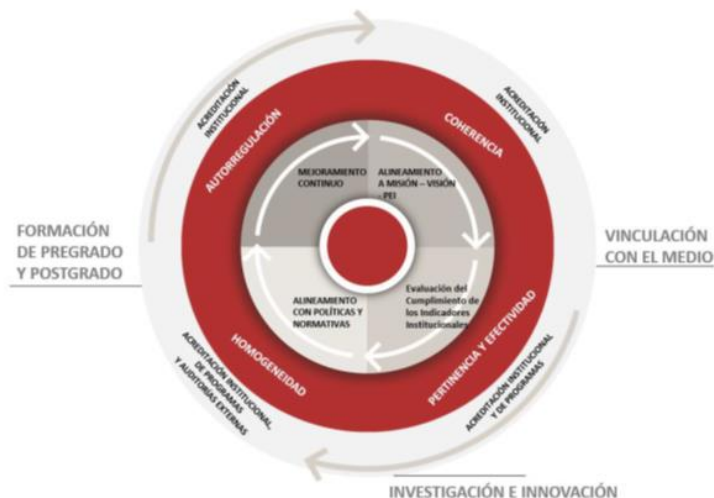 ACREDITACIÓN
INSTITUCIONAL
ACREDITACIÓN
INSTITUCIONAL
AUTORREGULACIÓN
COHERENCIA
MEJORAMIENTO
CONTINUO
ALINEAMIENTO
A MISIÓN – VISIÓN
- PEI
FORMACIÓN
DE PREGRADO
Y POSTGRADO
VINCULACIÓN
CON EL MEDIO
ALINEAMIENTO
CON POLÍTICAS Y
NORMATIVAS
Evaluación del
Cumplimiento de
los Indicadores
Institucionales
HOMOGENEIDAD
PERTINENCIA Y EFECTIVIDAD
ACREDITACIÓN INSTITUCIONAL,
DE PROGRAMAS
Y AUDITORÍAS EXTERNAS
ACREDITACIÓN INSTITUCIONAL
Y DE PROGRAMAS
INVESTIGACIÓN E INNOVACIÓN